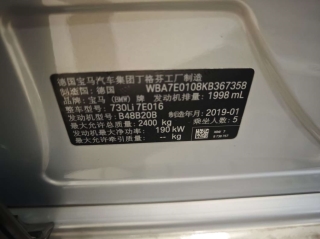 德国宝马汽车集团丁格芬工厂制造
制造国：德国 WBA7E0108KB367358
品牌：宝马 (BMW) 牌 发动机排量：1998 mL
整车型号：730Li 7E016
发动机型号：B48B20B 制造年月：2019-01
最大允许总质量：2400 kg 乘坐人数：5
发动机最大净功率：190 kW
最大允许牵引质量： - kg